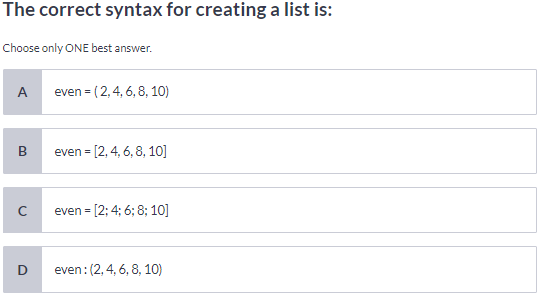 The correct syntax for creating a list is:
Choose only ONE best answer.
A even = ( 2, 4, 6, 8, 10)
B even = [2, 4, 6, 8, 10]
C even = [2; 4; 6; 8; 10]
D even : (2, 4, 6, 8, 10)